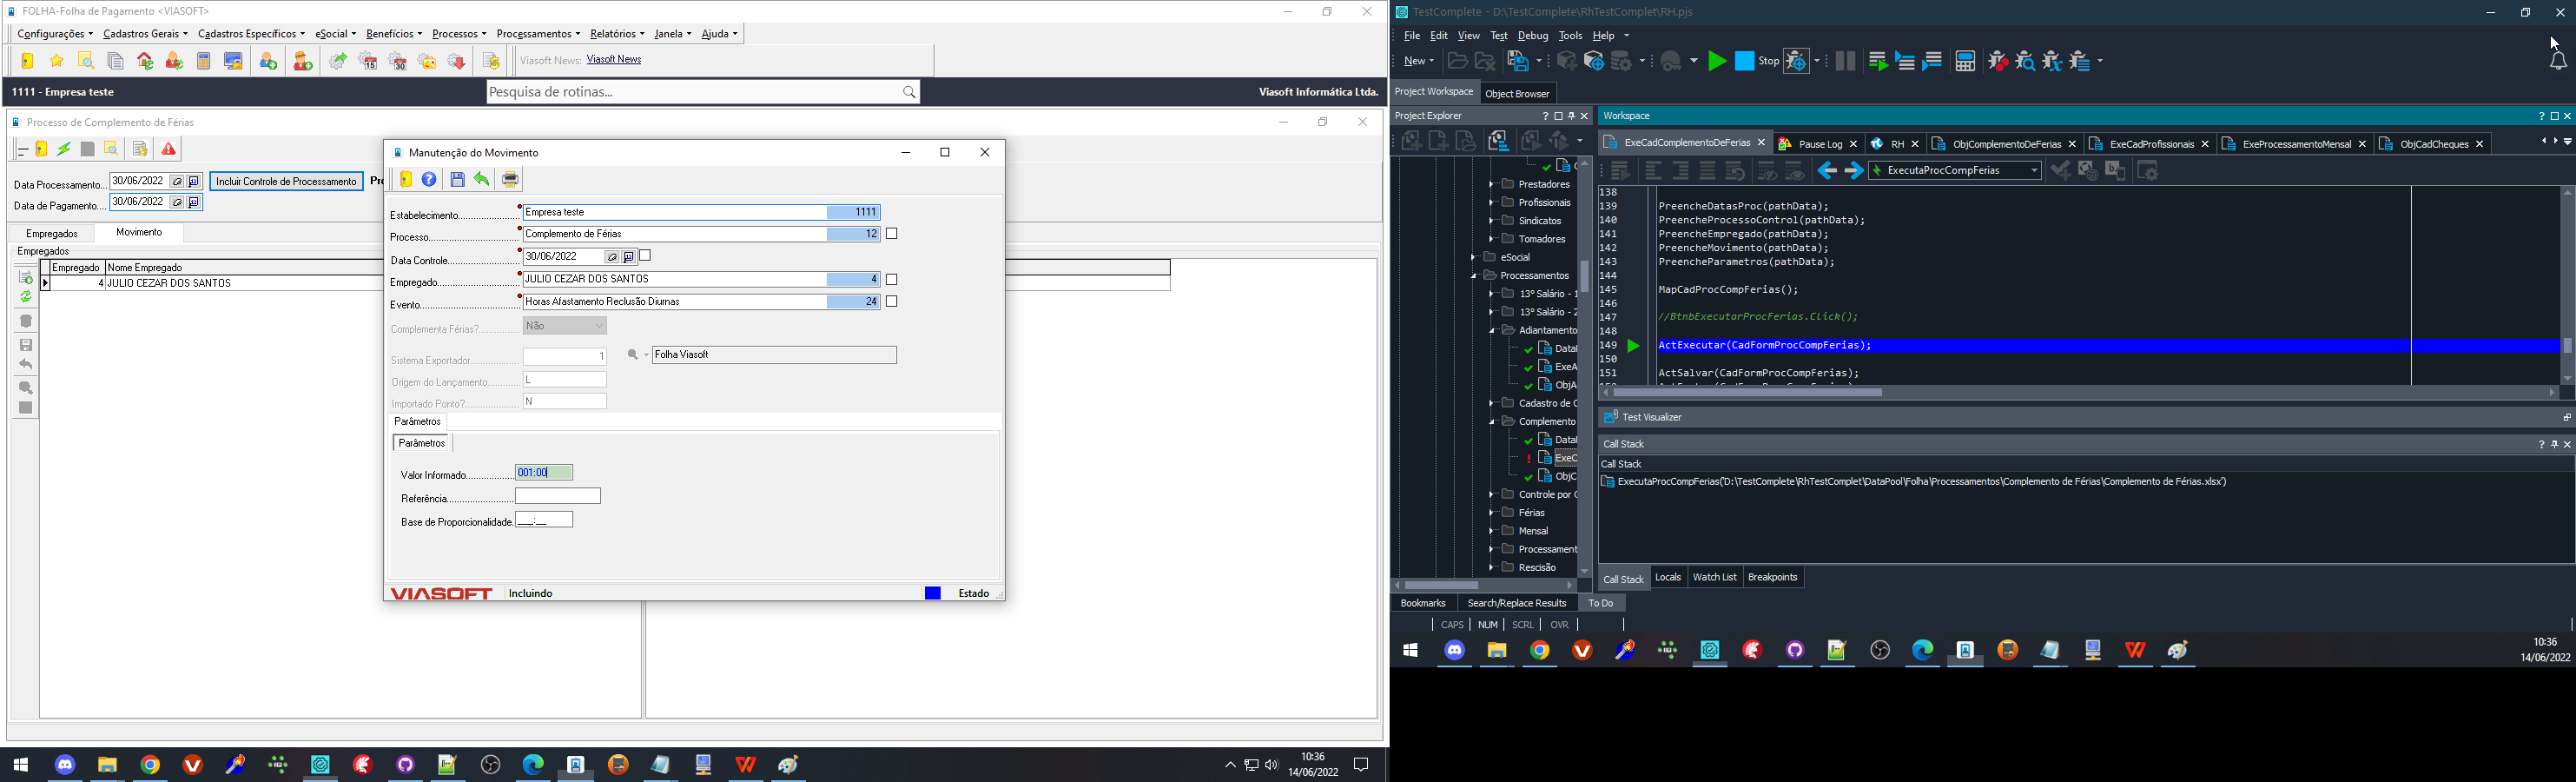 FOLHA-Folha de Pagamento <VIASOFT>
Configurações Cadastros Gerais Cadastros Específicos eSocial Benefícios Processos Processamentos Relatórios Janela Ajuda
Viasoft News: Viasoft News
1111 - Empresa teste
Pesquisa de rotinas...
Viasoft Informática Ltda.
Processo de Complemento de Férias
Data Processamento... 30/06/2022
Incluir Controle de Processamento
Data de Pagamento.... 30/06/2022
Empregados Movimento
Empregados
Empregado Nome Empregado
4 JULIO CEZAR DOS SANTOS
Manutenção do Movimento
Estabelecimento Empresa teste 1111
Processo Complemento de Férias 12
Data Controle 30/06/2022
Empregado JULIO CEZAR DOS SANTOS 4
Evento Horas Afastamento Reclusão Diurnas 24
Complementa Férias? Não
Sistema Exportador 1 Folha Viasoft
Origem do Lançamento L
Importado Ponto? N
Parâmetros
Parâmetros
Valor Informado 001:00
Referência
Base de Proporcionalidade. ___:__
VIASOFT Incluindo Estado
10:36
14/06/2022
TestComplete - D:\TestComplete\RhTestComplet\RH.pjs
File Edit View Test Debug Tools Help
New Stop
Project Workspace Object Browser
Project Explorer
Prestadores
Profissionais
Sindicatos
Tomadores
eSocial
Processamentos
13º Salário - 1
13º Salário - 2
Adiantamento
Datal
ExeA
ObjA
Cadastro de C
Complemento
Datal
ExeC
ObjC
Controle por C
Férias
Mensal
Processament
Rescisão
Workspace
ExeCadComplementoDeFerias Pause Log RH ObjComplementoDeFerias ExeCadProfissionais ExeProcessamentoMensal ObjCadCheques
ExecutaProcCompFerias
138
139 PreencheDatasProc(pathData);
140 PreencheProcessoControl(pathData);
141 PreencheEmpregado(pathData);
142 PreencheMovimento(pathData);
143 PreencheParametros(pathData);
144
145 MapCadProcCompFerias();
146
147 //BtnbExecutarProcFerias.Click();
148
149 ActExecutar(CadFormProcCompFerias);
150
151 ActSalvar(CadFormProcCompFerias);
Test Visualizer
Call Stack
Call Stack
ExecutaProcCompFerias('D:\TestComplete\RhTestComplet\DataPool\Folha\Processamentos\Complemento de Férias\Complemento de Férias.xlsx')
Call Stack Locals Watch List Breakpoints
Bookmarks Search/Replace Results To Do
CAPS NUM SCRL OVR
10:36
14/06/2022